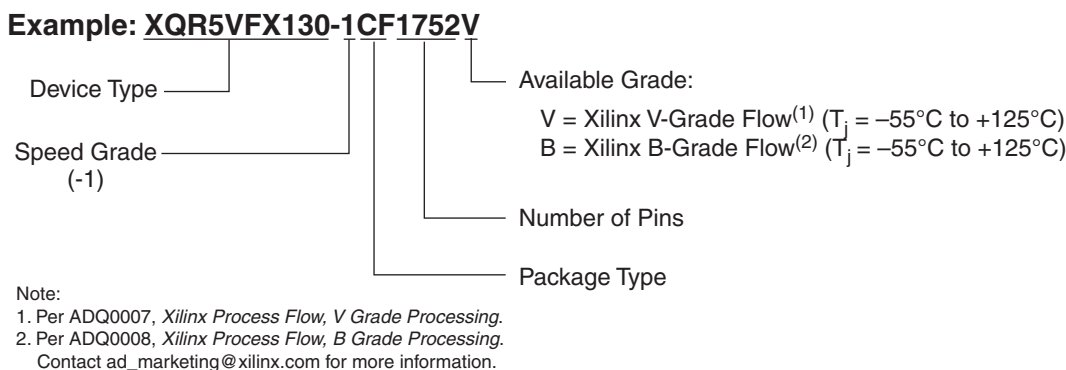 Example: XQR5VFX130-1CF1752V
Device Type
Speed Grade
(-1)
Available Grade:
V = Xilinx V-Grade Flow(1) (Tj = –55°C to +125°C)
B = Xilinx B-Grade Flow(2) (Tj = –55°C to +125°C)
Number of Pins
Package Type
Note:
1. Per ADQ0007, Xilinx Process Flow, V Grade Processing.
2. Per ADQ0008, Xilinx Process Flow, B Grade Processing.
Contact ad_marketing@xilinx.com for more information.